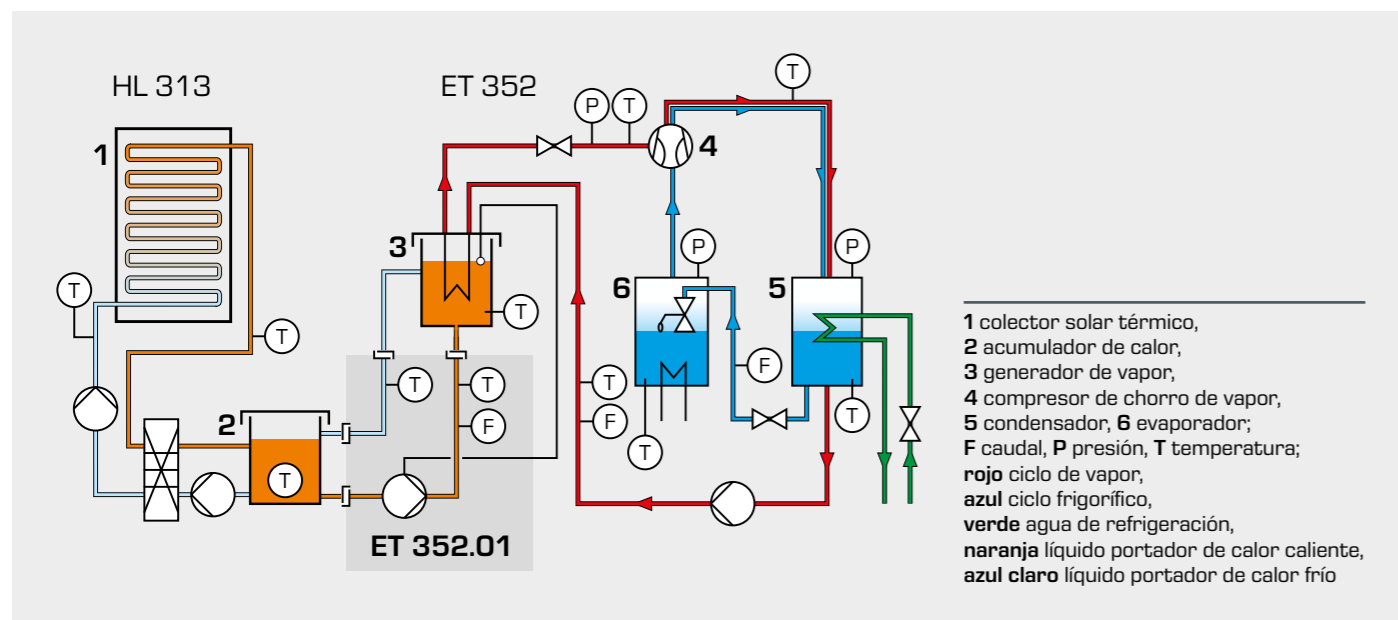 HL 313
ET 352
1
2
3
4
5
6
T
T
T
T
T
F
T
P
T
T
P
P
T
F
T
F
T
ET 352.01
1 colector solar térmico,
2 acumulador de calor,
3 generador de vapor,
4 compresor de chorro de vapor,
5 condensador, 6 evaporador;
F caudal, P presión, T temperatura;
rojo ciclo de vapor,
azul ciclo frigorífico,
verde agua de refrigeración,
naranja líquido portador de calor caliente,
azul claro líquido portador de calor frío